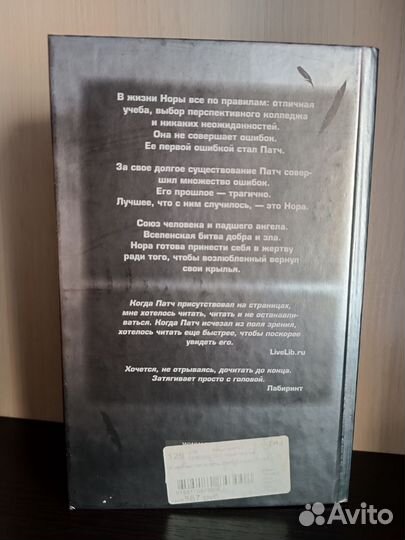 В жизни Норы все по правилам: отличная
учеба, выбор перспективного колледжа
и никаких неожиданностей.
Она не совершает ошибок.
Ее первой ошибкой стал Патч.
За свое долгое существование Патч совер-
шил множество ошибок.
Его прошлое — трагично.
Лучшее, что с ним случилось, — это Нора.
Союз человека и падшего ангела.
Вселенская битва добра и зла.
Нора готова принести себя в жертву
ради того, чтобы возлюбленный вернул
свои крылья.
Когда Патч присутствовал на страницах,
мне хотелось читать, читать и не останавли-
ваться. Когда Патч исчезал из поля зрения,
хотелось читать еще быстрее, чтобы поскорее
увидеть его.
LiveLib.ru
Хочется, не отрываясь, дочитать до конца.
Затягивает просто с головой.
Лабиринт
Avito